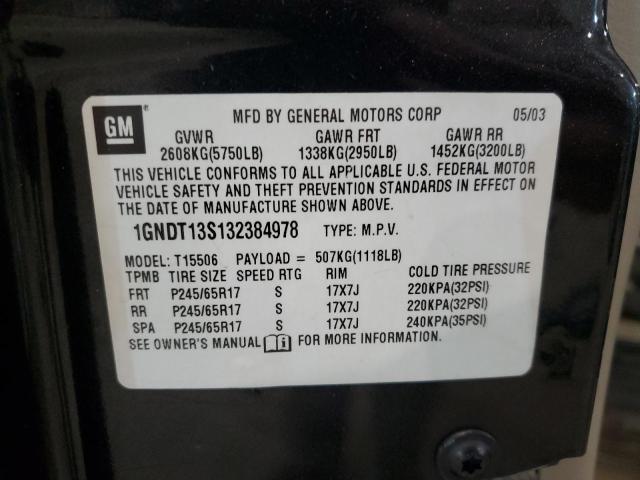 GM ® MFD BY GENERAL MOTORS CORP 05/03
GVWR GAWR FRT GAWR RR
2608KG(5750LB) 1338KG(2950LB) 1452KG(3200LB)
THIS VEHICLE CONFORMS TO ALL APPLICABLE U.S. FEDERAL MOTOR
VEHICLE SAFETY AND THEFT PREVENTION STANDARDS IN EFFECT ON
THE DATE OF MANUFACTURE SHOWN ABOVE.
1GNDT13S132384978 TYPE: M.P.V.
MODEL: T15506 PAYLOAD = 507KG(1118LB)
TPMB TIRE SIZE SPEED RTG RIM COLD TIRE PRESSURE
FRT P245/65R17 S 17X7J 220KPA(32PSI)
RR P245/65R17 S 17X7J 220KPA(32PSI)
SPA P245/65R17 S 17X7J 240KPA(35PSI)
SEE OWNER'S MANUAL i FOR MORE INFORMATION.